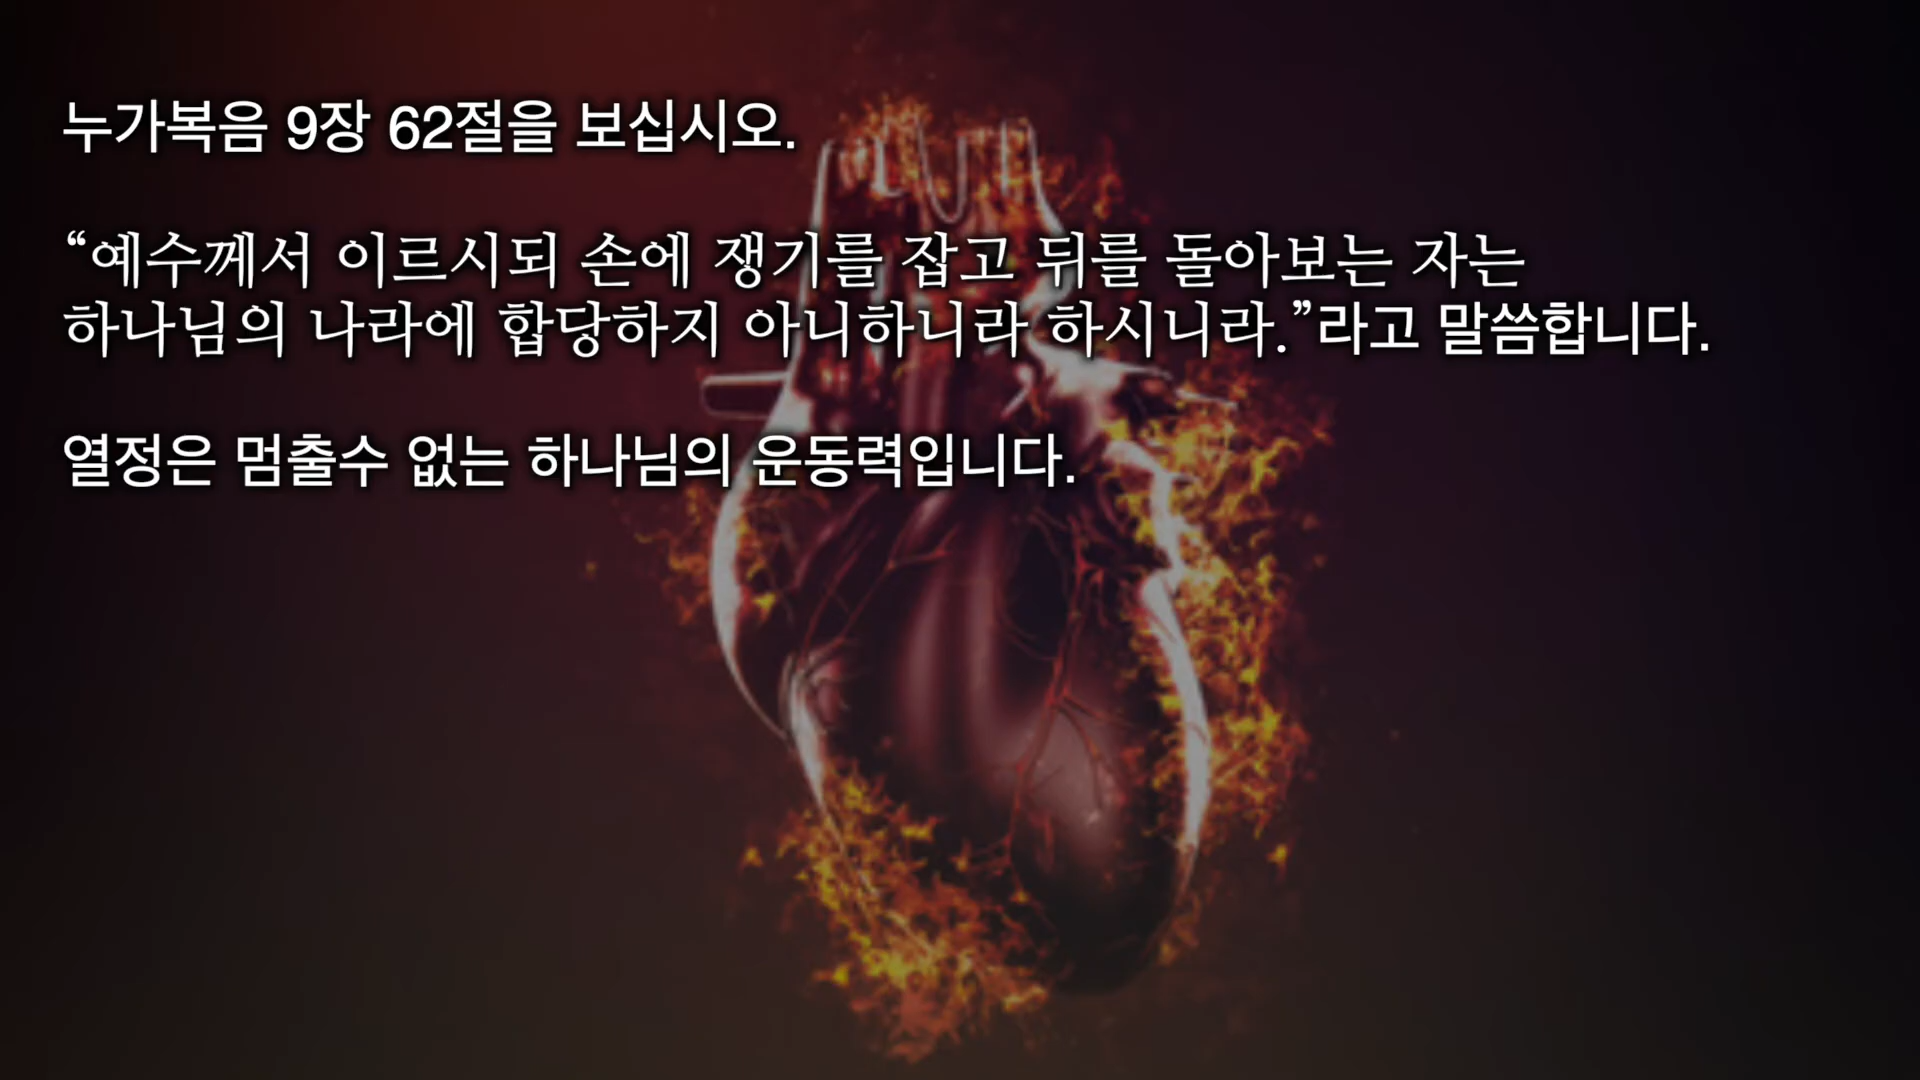 누가복음 9장 62절을 보십시오.
“예수께서 이르시되 손에 쟁기를 잡고 뒤를 돌아보는 자는
하나님의 나라에 합당하지 아니하니라 하시니라.”라고 말씀합니다.
열정은 멈출수 없는 하나님의 운동력입니다.